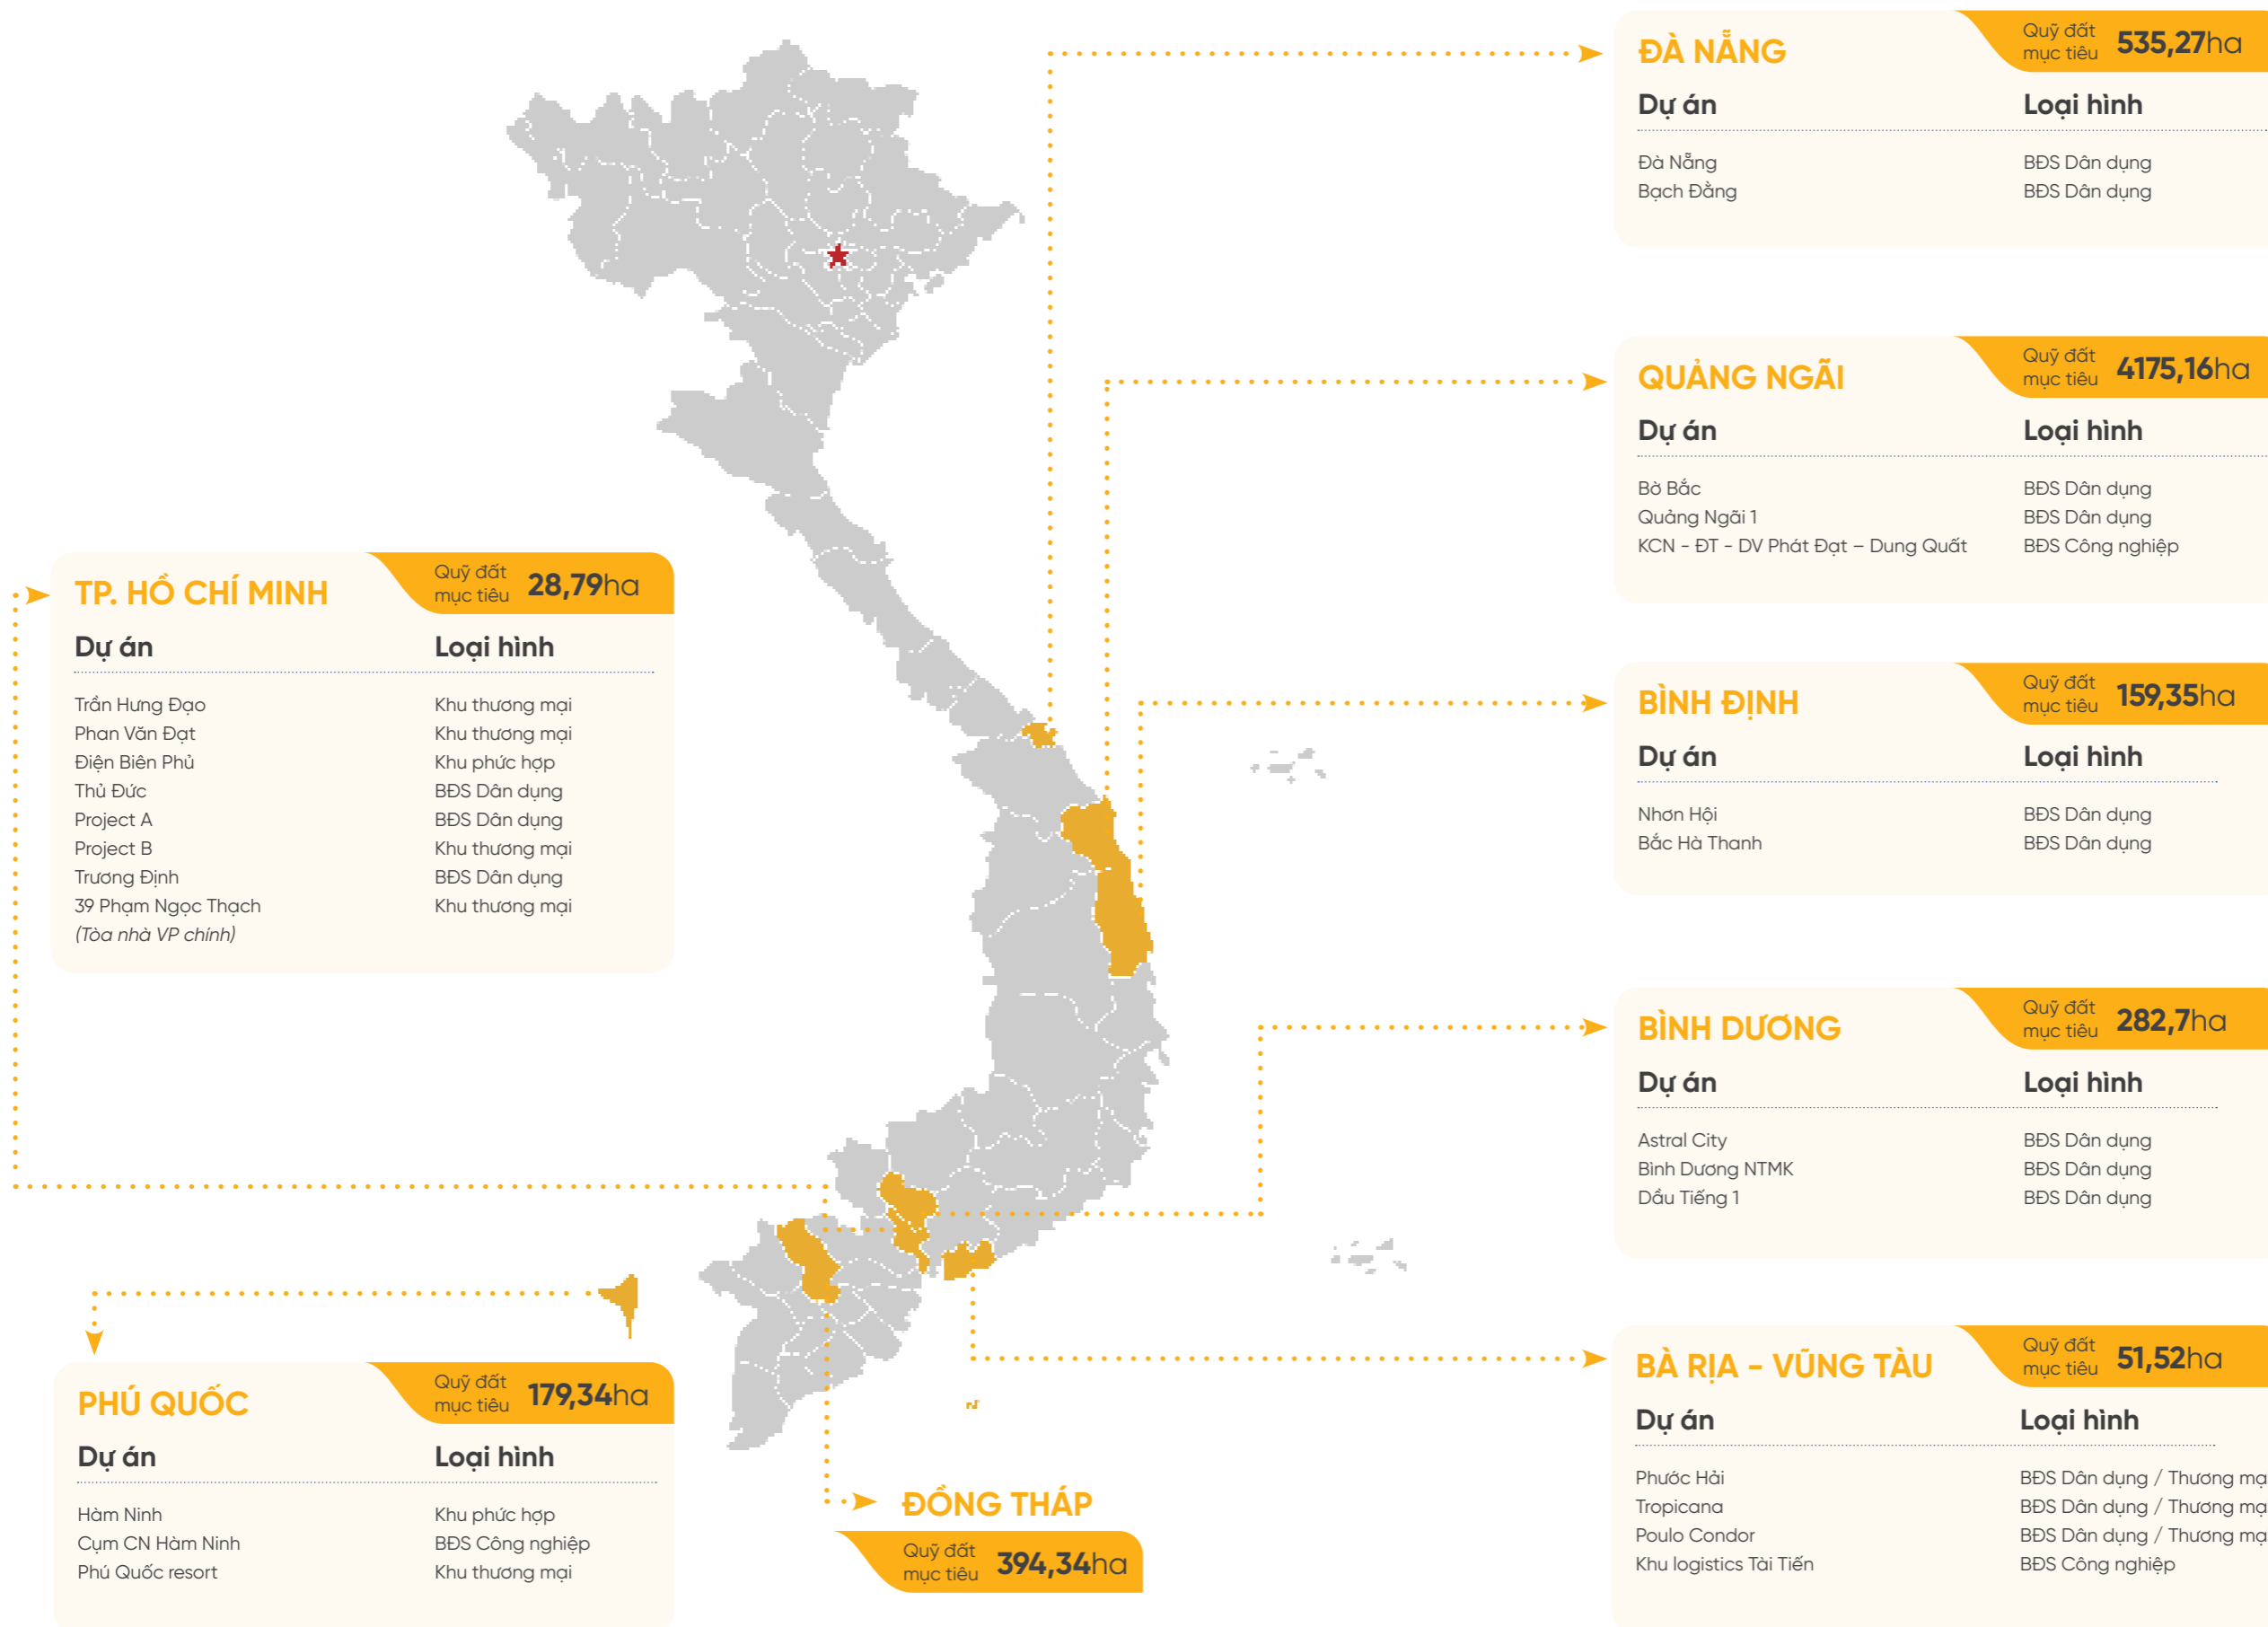 ĐÀ NẴNG
Quỹ đất
mục tiêu 535,27ha
Dự án Loại hình
Đà Nẵng BĐS Dân dụng
Bạch Đằng BĐS Dân dụng
QUẢNG NGÃI
Quỹ đất
mục tiêu 4175,16ha
Dự án Loại hình
Bờ Bắc BĐS Dân dụng
Quảng Ngãi 1 BĐS Dân dụng
KCN - ĐT - DV Phát Đạt – Dung Quất BĐS Công nghiệp
TP. HỒ CHÍ MINH
Quỹ đất
mục tiêu 28,79ha
Dự án Loại hình
Trần Hưng Đạo Khu thương mại
Phan Văn Đạt Khu thương mại
Điện Biên Phủ Khu phức hợp
Thủ Đức BĐS Dân dụng
Project A BĐS Dân dụng
Project B Khu thương mại
Trương Định BĐS Dân dụng
39 Phạm Ngọc Thạch Khu thương mại
(Tòa nhà VP chính)
BÌNH ĐỊNH
Quỹ đất
mục tiêu 159,35ha
Dự án Loại hình
Nhơn Hội BĐS Dân dụng
Bắc Hà Thanh BĐS Dân dụng
BÌNH DƯƠNG
Quỹ đất
mục tiêu 282,7ha
Dự án Loại hình
Astral City BĐS Dân dụng
Bình Dương NTMK BĐS Dân dụng
Dầu Tiếng 1 BĐS Dân dụng
PHÚ QUỐC
Quỹ đất
mục tiêu 179,34ha
Dự án Loại hình
Hàm Ninh Khu phức hợp
Cụm CN Hàm Ninh BĐS Công nghiệp
Phú Quốc resort Khu thương mại
ĐỒNG THÁP
Quỹ đất
mục tiêu 394,34ha
BÀ RỊA - VŨNG TÀU
Quỹ đất
mục tiêu 51,52ha
Dự án Loại hình
Phước Hải BĐS Dân dụng / Thương mạ
Tropicana BĐS Dân dụng / Thương mạ
Poulo Condor BĐS Dân dụng / Thương mạ
Khu logistics Tài Tiến BĐS Công nghiệp